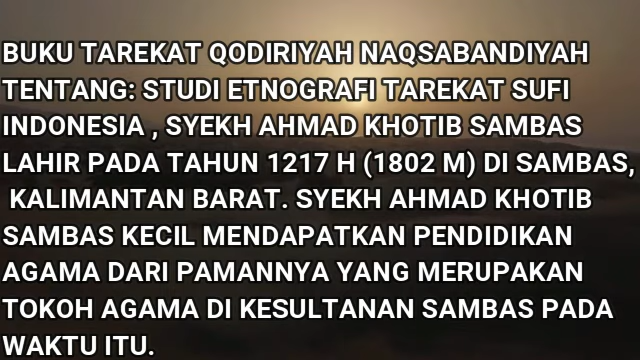 BUKU TAREKAT QODIRIYAH NAQSABANDIYAH
TENTANG: STUDI ETNOGRAFI TAREKAT SUFI
INDONESIA , SYEKH AHMAD KHOTIB SAMBAS
LAHIR PADA TAHUN 1217 H (1802 M) DI SAMBAS,
KALIMANTAN BARAT. SYEKH AHMAD KHOTIB
SAMBAS KECIL MENDAPATKAN PENDIDIKAN
AGAMA DARI PAMANNYA YANG MERUPAKAN
TOKOH AGAMA DI KESULTANAN SAMBAS PADA
WAKTU ITU.